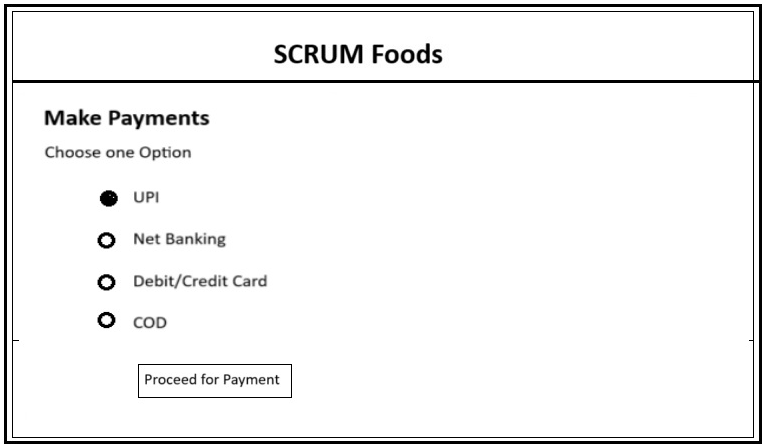 SCRUM Foods
Make Payments
Choose one Option
UPI
Net Banking
Debit/Credit Card
COD
Proceed for Payment